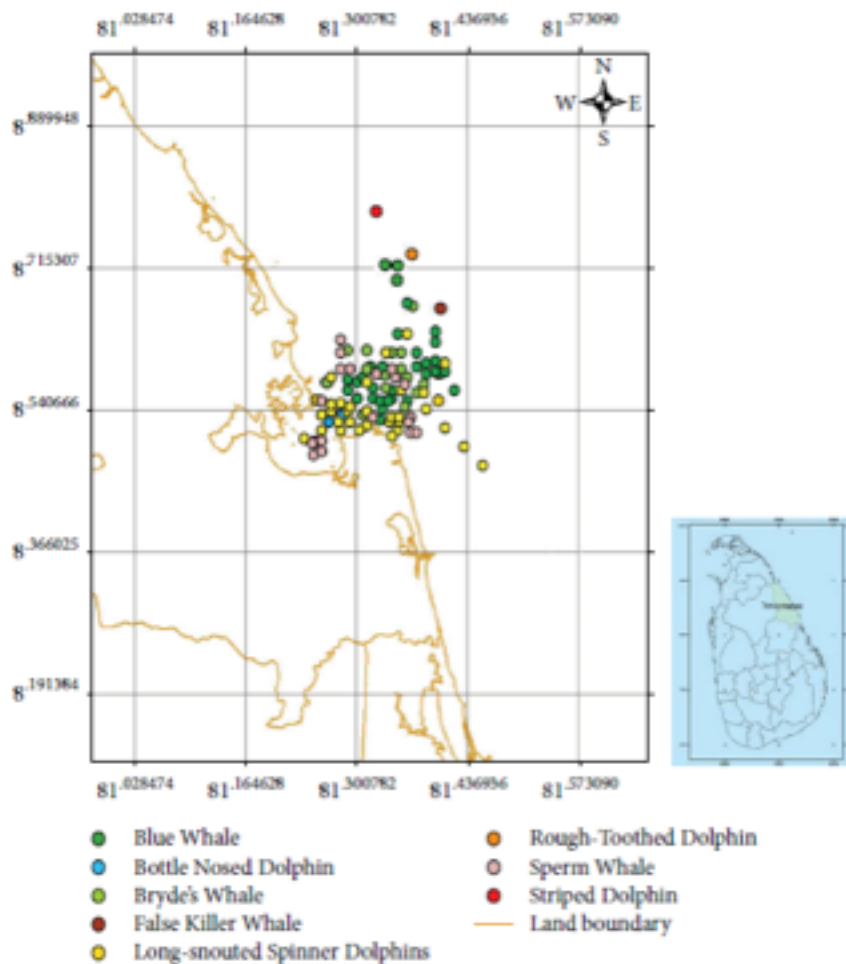 81.028474 81.164628 81.300782 81.436936 81.573090
N
W E
S
8.889948
8.715307
8.540666
8.366025
8.191384
81.028474 81.164628 81.300782 81.436936 81.573090
Blue Whale
Bottle Nosed Dolphin
Bryde's Whale
False Killer Whale
Long-snouted Spinner Dolphins
Rough-Toothed Dolphin
Sperm Whale
Striped Dolphin
Land boundary